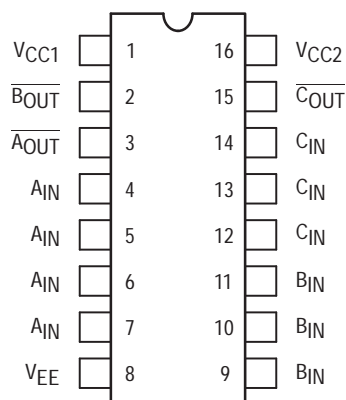 VCC1 1 16 VCC2
BOUT 2 15 COUT
AOUT 3 14 CIN
AIN 4 13 CIN
AIN 5 12 CIN
AIN 6 11 BIN
AIN 7 10 BIN
VEE 8 9 BIN